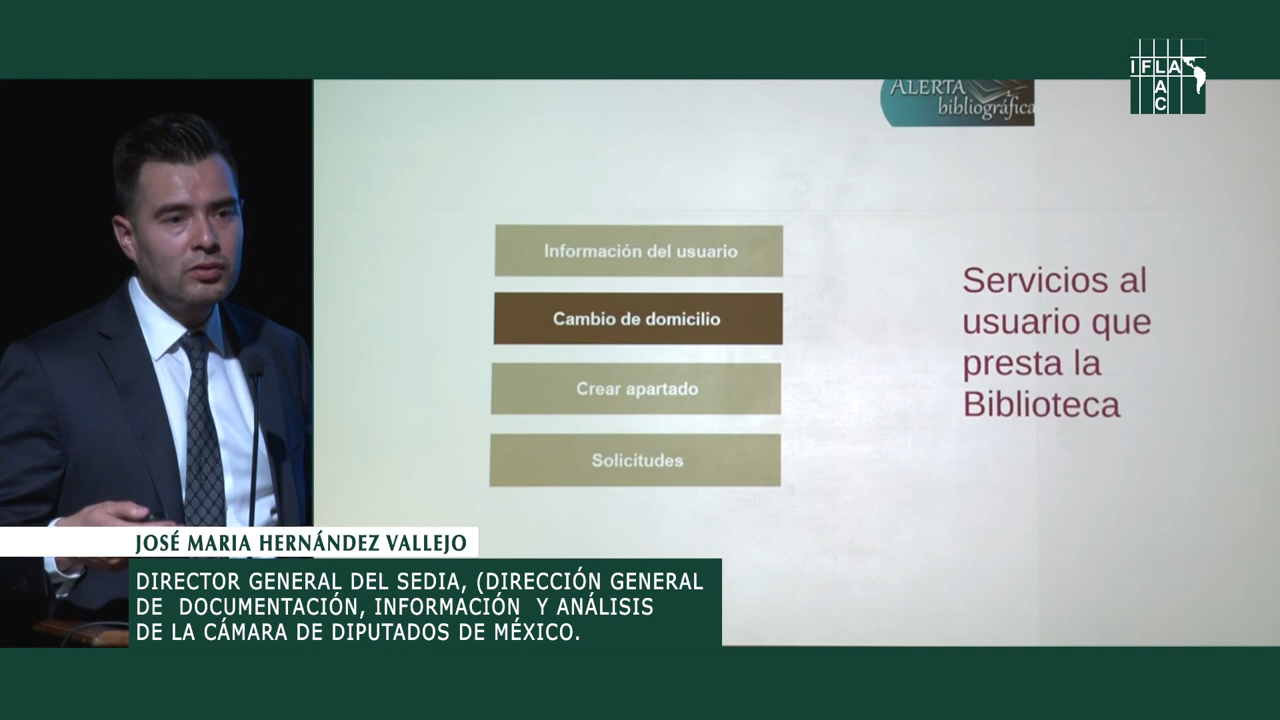 IFLA
LAC
ALERTA
bibliográfica
Información del usuario
Cambio de domicilio
Crear apartado
Solicitudes
Servicios al
usuario que
presta la
Biblioteca
JOSÉ MARIA HERNÁNDEZ VALLEJO
DIRECTOR GENERAL DEL SEDIA, (DIRECCIÓN GENERAL
DE DOCUMENTACIÓN, INFORMACIÓN Y ANÁLISIS
DE LA CÁMARA DE DIPUTADOS DE MÉXICO.